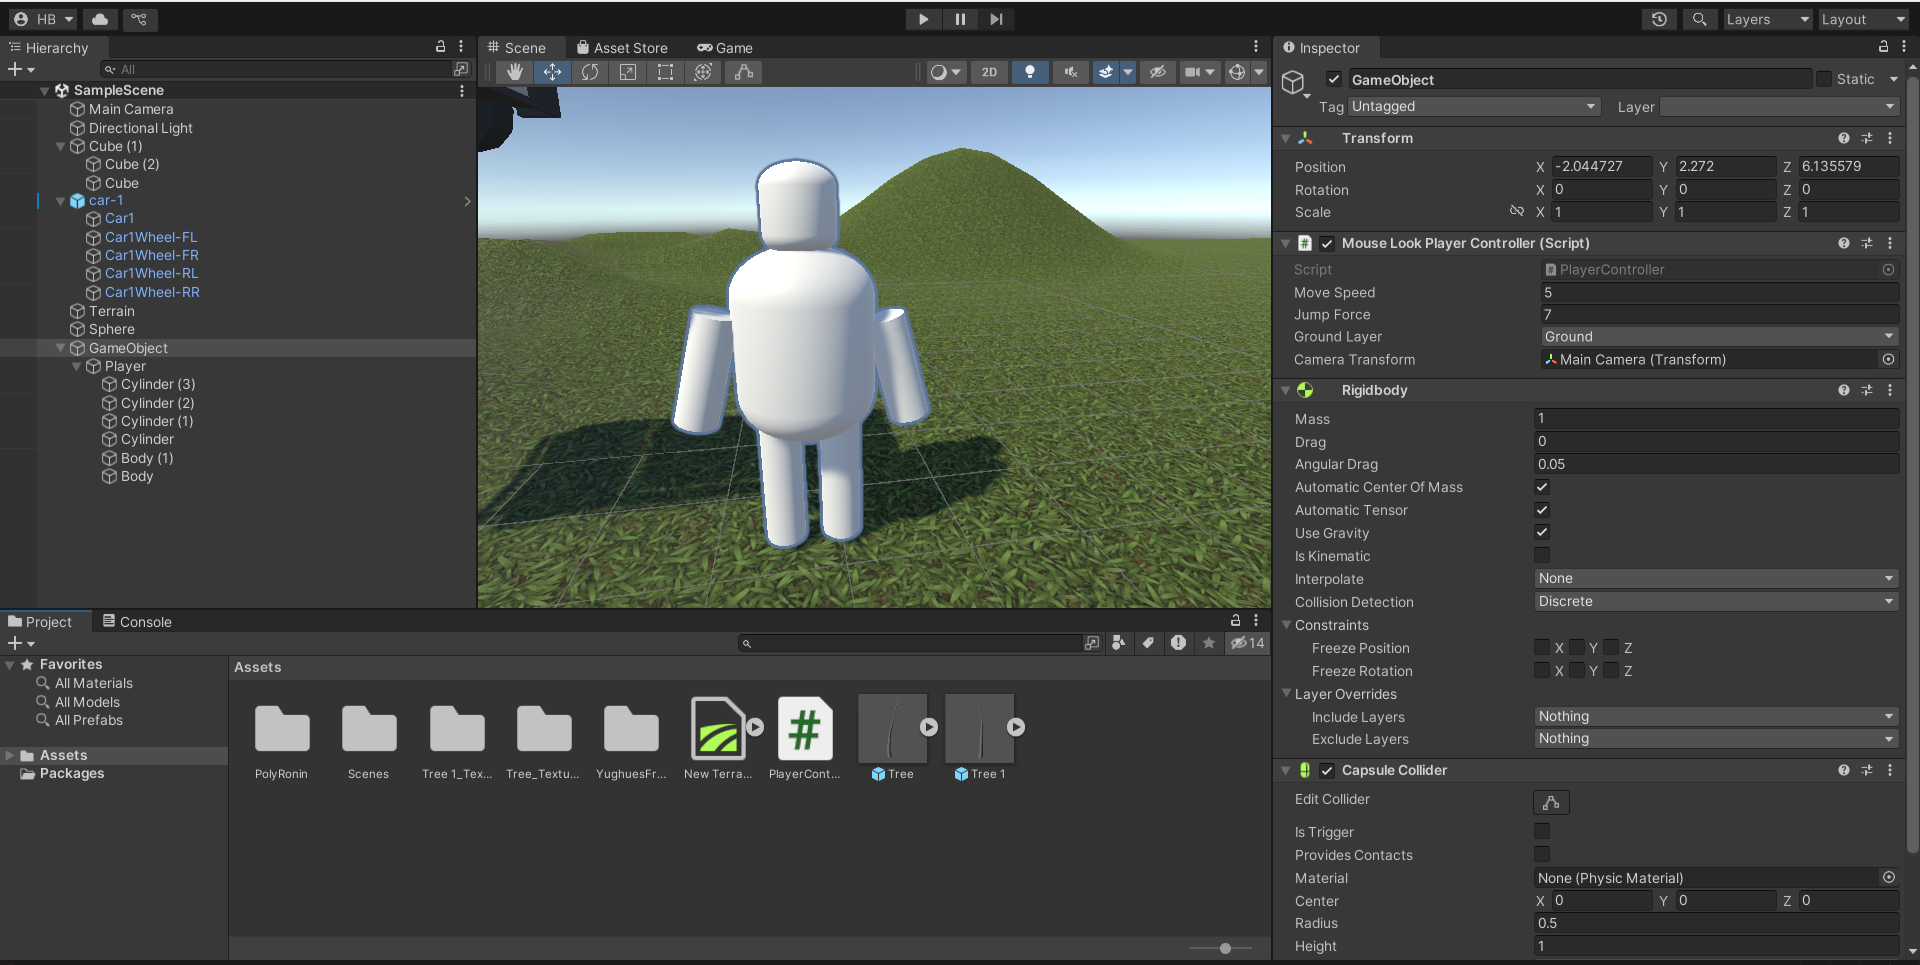 HB
Layers
Layout
Hierarchy
All
SampleScene
Main Camera
Directional Light
Cube (1)
Cube (2)
Cube
car-1
Car1
Car1Wheel-FL
Car1Wheel-FR
Car1Wheel-RL
Car1Wheel-RR
Terrain
Sphere
GameObject
Player
Cylinder (3)
Cylinder (2)
Cylinder (1)
Cylinder
Body (1)
Body
Scene
Asset Store
Game
2D
Inspector
GameObject
Static
Tag Untagged
Layer
Transform
Position X -2.044727 Y 2.272 Z 6.135579
Rotation X 0 Y 0 Z 0
Scale X 1 Y 1 Z 1
# Mouse Look Player Controller (Script)
Script # PlayerController
Move Speed 5
Jump Force 7
Ground Layer Ground
Camera Transform Main Camera (Transform)
Rigidbody
Mass 1
Drag 0
Angular Drag 0.05
Automatic Center Of Mass
Automatic Tensor
Use Gravity
Is Kinematic
Interpolate None
Collision Detection Discrete
Constraints
Freeze Position X Y Z
Freeze Rotation X Y Z
Layer Overrides
Include Layers Nothing
Exclude Layers Nothing
Capsule Collider
Edit Collider
Is Trigger
Provides Contacts
Material None (Physic Material)
Center X 0 Y 0 Z 0
Radius 0.5
Height 1
Project
Console
14
Favorites
All Materials
All Models
All Prefabs
Assets
Packages
Assets
#
PolyRonin
Scenes
Tree 1_Tex...
Tree_Textu...
YughuesFr...
New Terra...
PlayerCont...
Tree
Tree 1